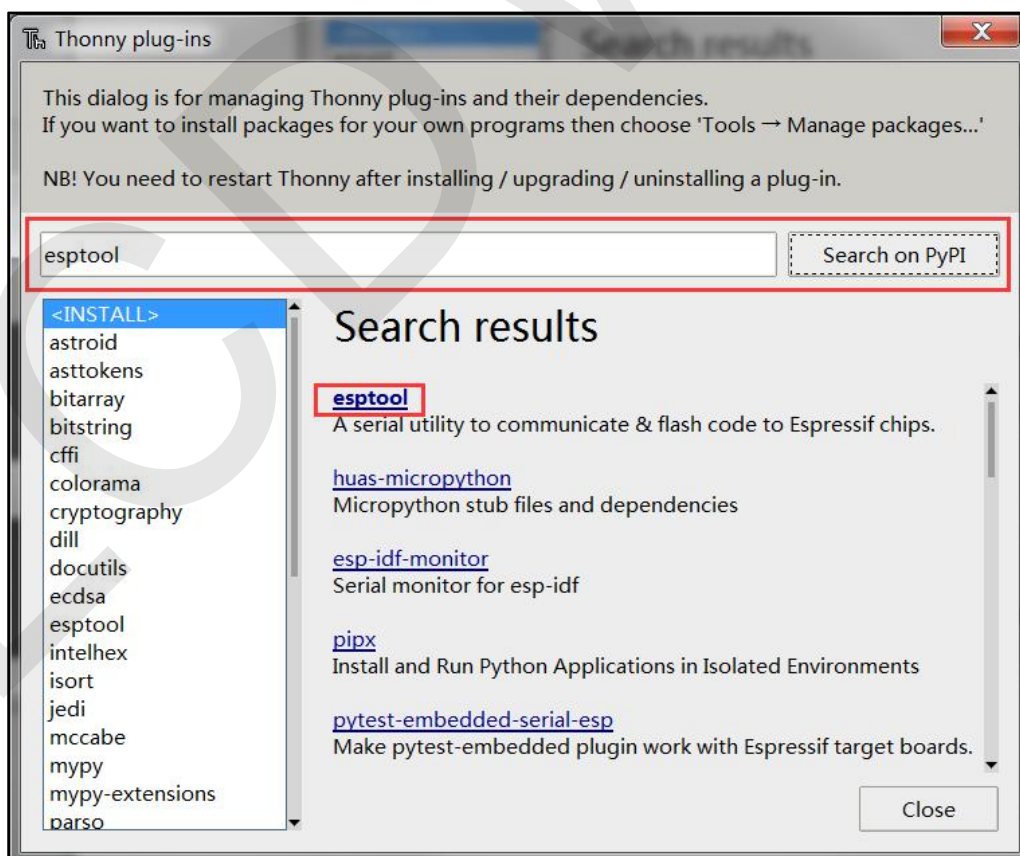 Thonny plug-ins
This dialog is for managing Thonny plug-ins and their dependencies.
If you want to install packages for your own programs then choose 'Tools → Manage packages...'
NB! You need to restart Thonny after installing / upgrading / uninstalling a plug-in.
esptool
Search on PyPI
<INSTALL>
astroid
asttokens
bitarray
bitstring
cffi
colorama
cryptography
dill
docutils
ecdsa
esptool
intelhex
isort
jedi
mccabe
mypy
mypy-extensions
parso
Search results
esptool
A serial utility to communicate & flash code to Espressif chips.
huas-micropython
Micropython stub files and dependencies
esp-idf-monitor
Serial monitor for esp-idf
pipx
Install and Run Python Applications in Isolated Environments
pytest-embedded-serial-esp
Make pytest-embedded plugin work with Espressif target boards.
Close